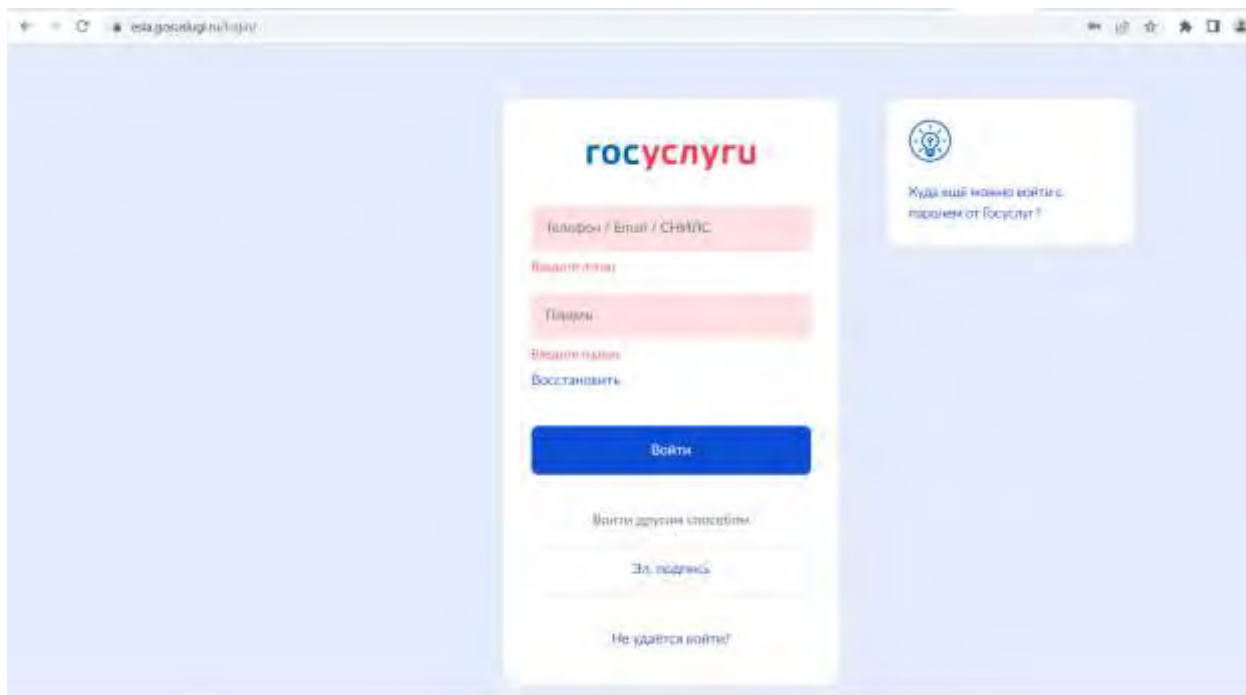 esia.gosuslugi.ru/login/
госуслуги
Телефон / Email / СНИЛС
Введите логин
Пароль
Введите пароль
Восстановить
Войти
Войти другим способом
Эл. подпись
Не удаётся войти?
Куда ещё можно войти с
паролем от Госуслуг?